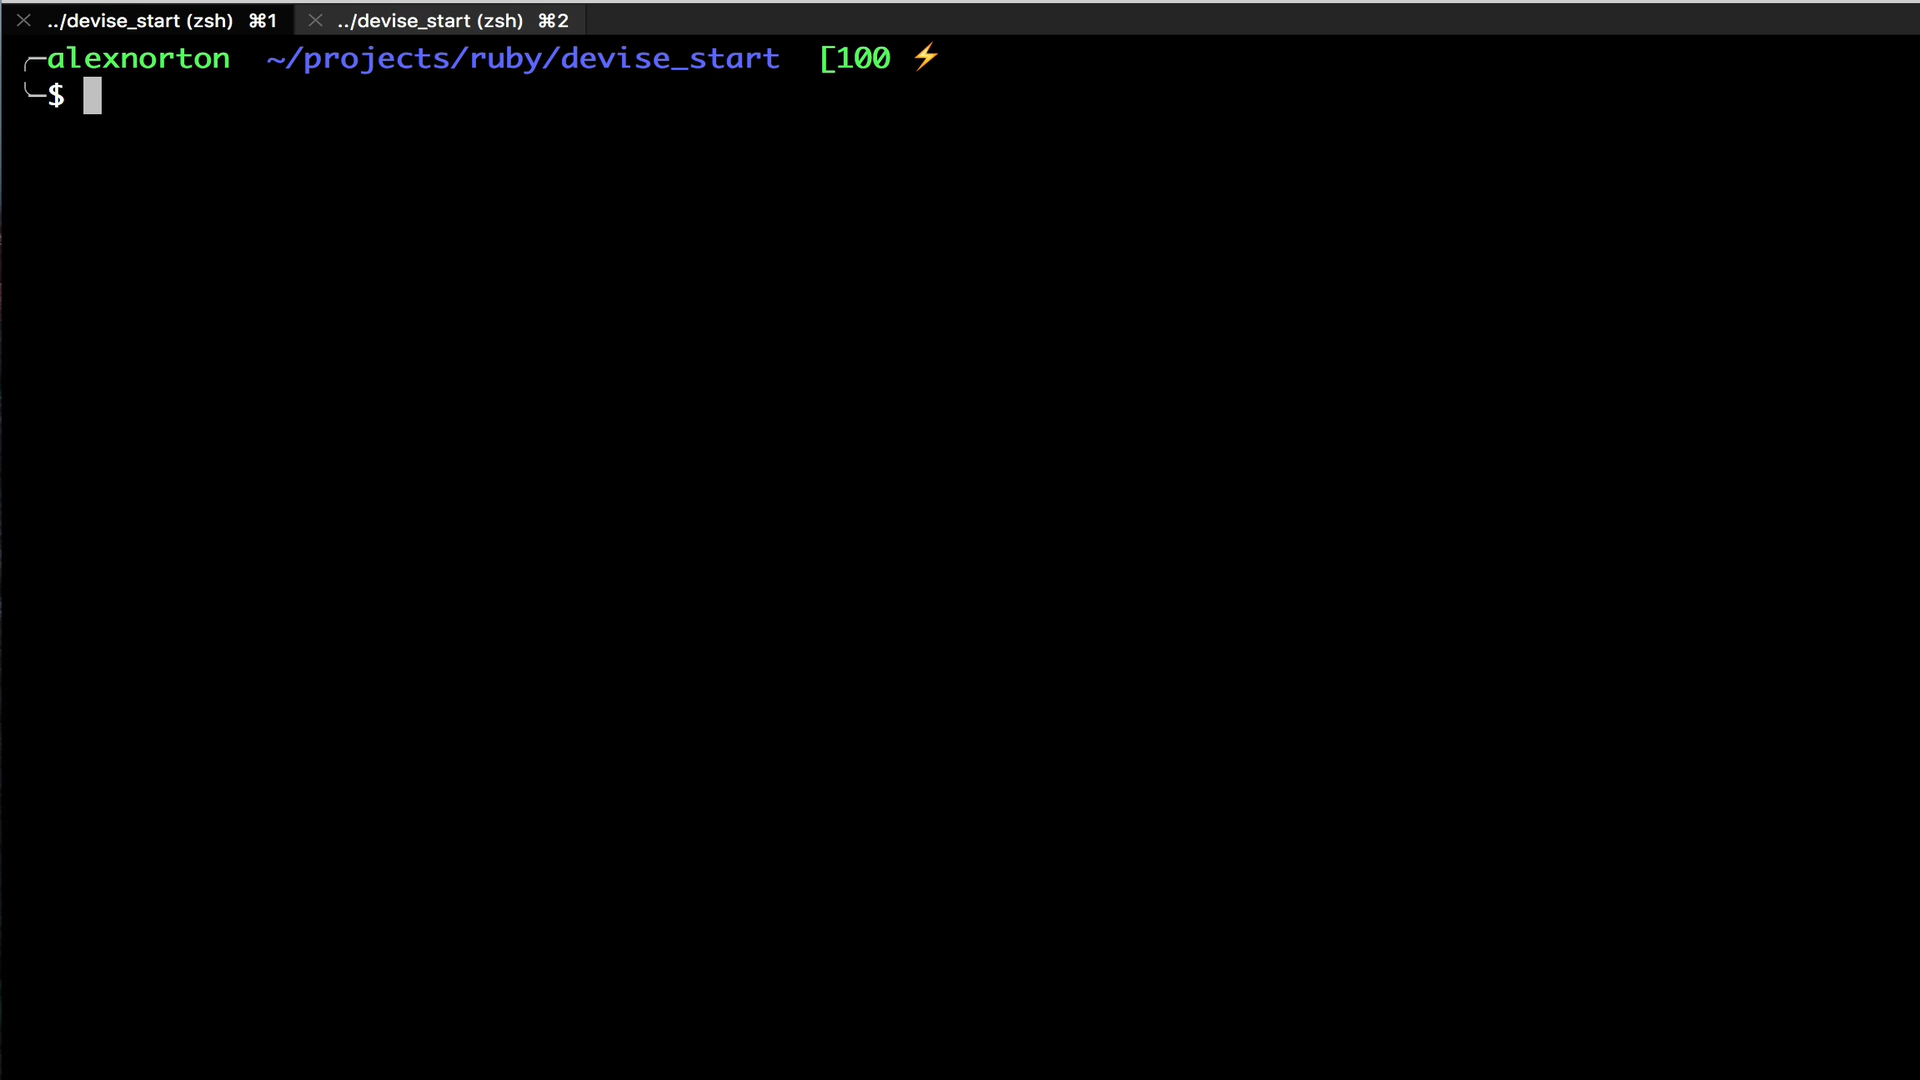 ../devise_start (zsh) ⌘1 ../devise_start (zsh) ⌘2
╭─alexnorton ~/projects/ruby/devise_start [100 ⚡
╰─$